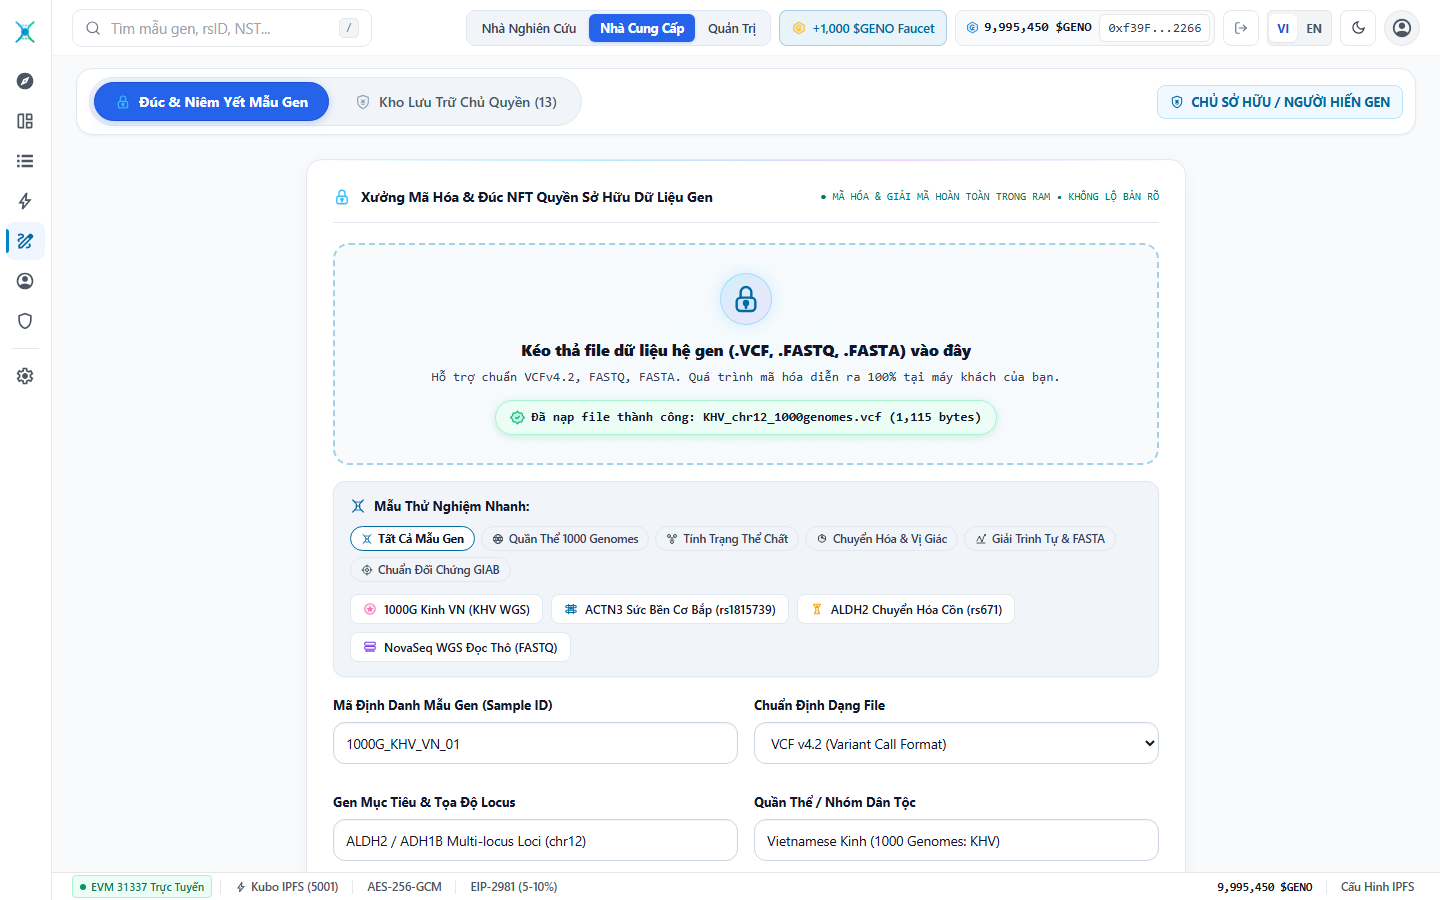 Tìm mẫu gen, rsID, NST...
/
Nhà Nghiên Cứu
Nhà Cung Cấp
Quản Trị
+1,000 $GENO Faucet
9,995,450 $GENO
0xf39F...2266
VI
EN
Đúc & Niêm Yết Mẫu Gen
Kho Lưu Trữ Chủ Quyền (13)
CHỦ SỞ HỮU / NGƯỜI HIẾN GEN
Xưởng Mã Hóa & Đúc NFT Quyền Sở Hữu Dữ Liệu Gen
● MÃ HÓA & GIẢI MÃ HOÀN TOÀN TRONG RAM • KHÔNG LỘ BẢN RÕ
Kéo thả file dữ liệu hệ gen (.VCF, .FASTQ, .FASTA) vào đây
Hỗ trợ chuẩn VCFv4.2, FASTQ, FASTA. Quá trình mã hóa diễn ra 100% tại máy khách của bạn.
Đã nạp file thành công: KHV_chr12_1000genomes.vcf (1,115 bytes)
Mẫu Thử Nghiệm Nhanh:
Tất Cả Mẫu Gen
Quần Thể 1000 Genomes
Tính Trạng Thể Chất
Chuyển Hóa & Vị Giác
Giải Trình Tự & FASTA
Chuẩn Đối Chứng GIAB
1000G Kinh VN (KHV WGS)
ACTN3 Sức Bền Cơ Bắp (rs1815739)
ALDH2 Chuyển Hóa Cồn (rs671)
NovaSeq WGS Đọc Thô (FASTQ)
Mã Định Danh Mẫu Gen (Sample ID)
Chuẩn Định Dạng File
1000G_KHV_VN_01
VCF v4.2 (Variant Call Format)
Gen Mục Tiêu & Tọa Độ Locus
Quần Thể / Nhóm Dân Tộc
ALDH2 / ADH1B Multi-locus Loci (chr12)
Vietnamese Kinh (1000 Genomes: KHV)
EVM 31337 Trực Tuyến
Kubo IPFS (5001)
AES-256-GCM
EIP-2981 (5-10%)
9,995,450 $GENO
Cấu Hình IPFS